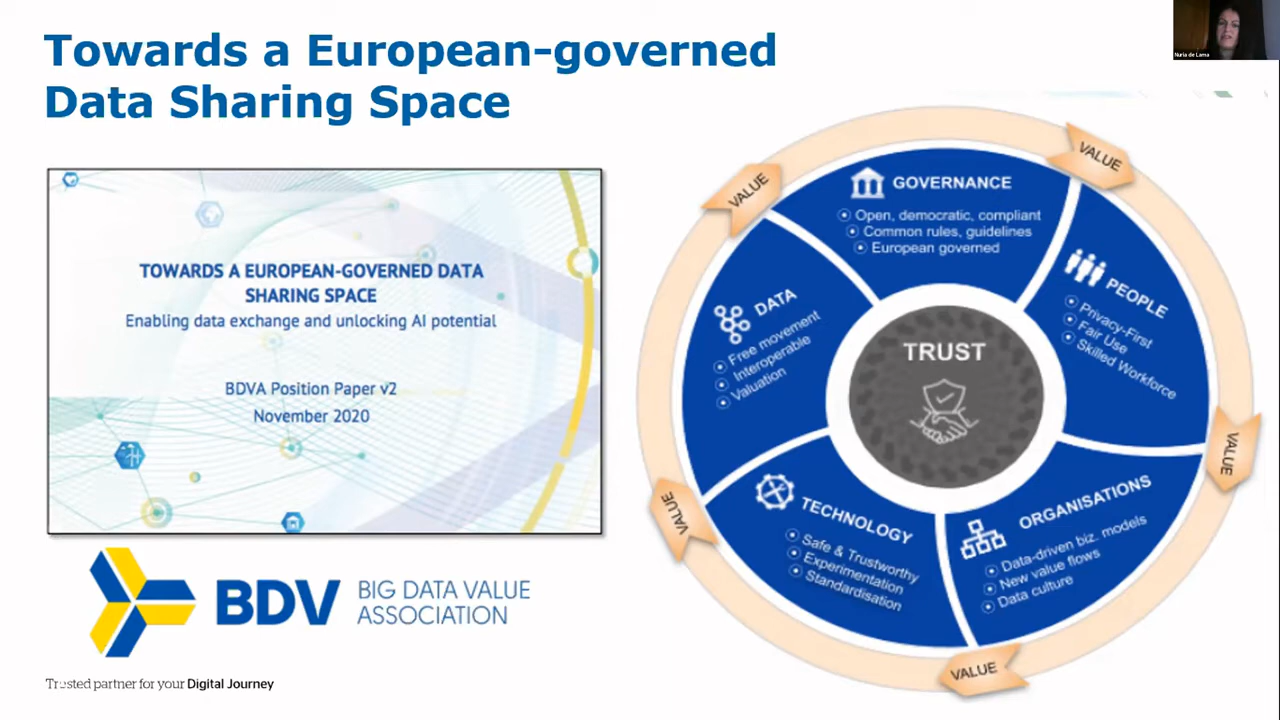 Towards a European-governed
Data Sharing Space
Nuria de Lama
TOWARDS A EUROPEAN-GOVERNED DATA
SHARING SPACE
Enabling data exchange and unlocking AI potential
BDVA Position Paper v2
November 2020
BDV BIG DATA VALUE
ASSOCIATION
Trusted partner for your Digital Journey
VALUE
VALUE
VALUE
VALUE
VALUE
GOVERNANCE
Open, democratic, compliant
Common rules, guidelines
European governed
PEOPLE
Privacy-First
Fair Use
Skilled Workforce
DATA
Free movement
Interoperable
Valuation
TRUST
TECHNOLOGY
Safe & Trustworthy
Experimentation
Standardisation
ORGANISATIONS
Data-driven biz. models
New value flows
Data culture